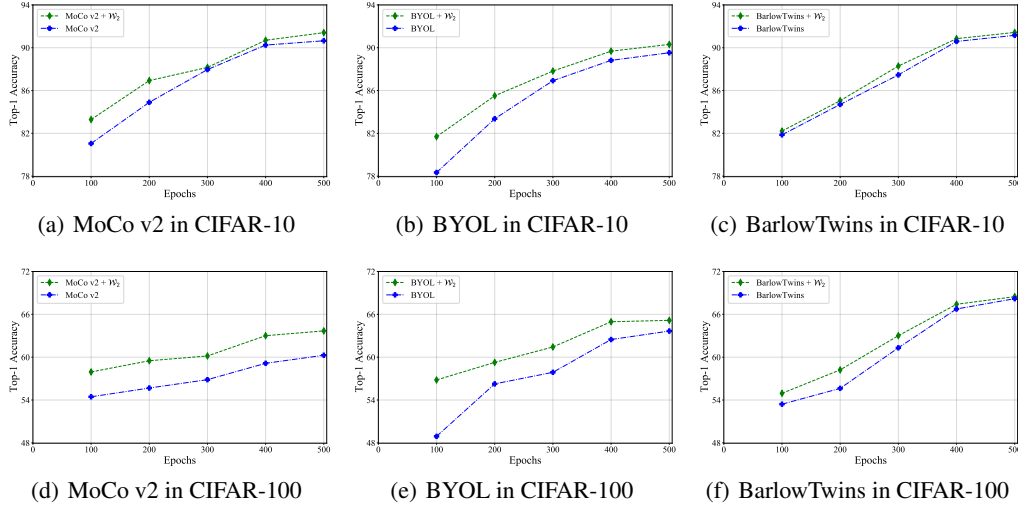 94
90
86
82
78
Top-1 Accuracy
MoCo v2 + 𝒲₂
MoCo v2
0 100 200 300 400 500
Epochs
(a) MoCo v2 in CIFAR-10
94
90
86
82
78
Top-1 Accuracy
BYOL + 𝒲₂
BYOL
0 100 200 300 400 500
Epochs
(b) BYOL in CIFAR-10
94
90
86
82
78
Top-1 Accuracy
BarlowTwins + 𝒲₂
BarlowTwins
0 100 200 300 400 500
Epochs
(c) BarlowTwins in CIFAR-10
72
66
60
54
48
Top-1 Accuracy
MoCo v2 + 𝒲₂
MoCo v2
0 100 200 300 400 500
Epochs
(d) MoCo v2 in CIFAR-100
72
66
60
54
48
Top-1 Accuracy
BYOL + 𝒲₂
BYOL
0 100 200 300 400 500
Epochs
(e) BYOL in CIFAR-100
72
66
60
54
48
Top-1 Accuracy
BarlowTwins + 𝒲₂
BarlowTwins
0 100 200 300 400 500
Epochs
(f) BarlowTwins in CIFAR-100